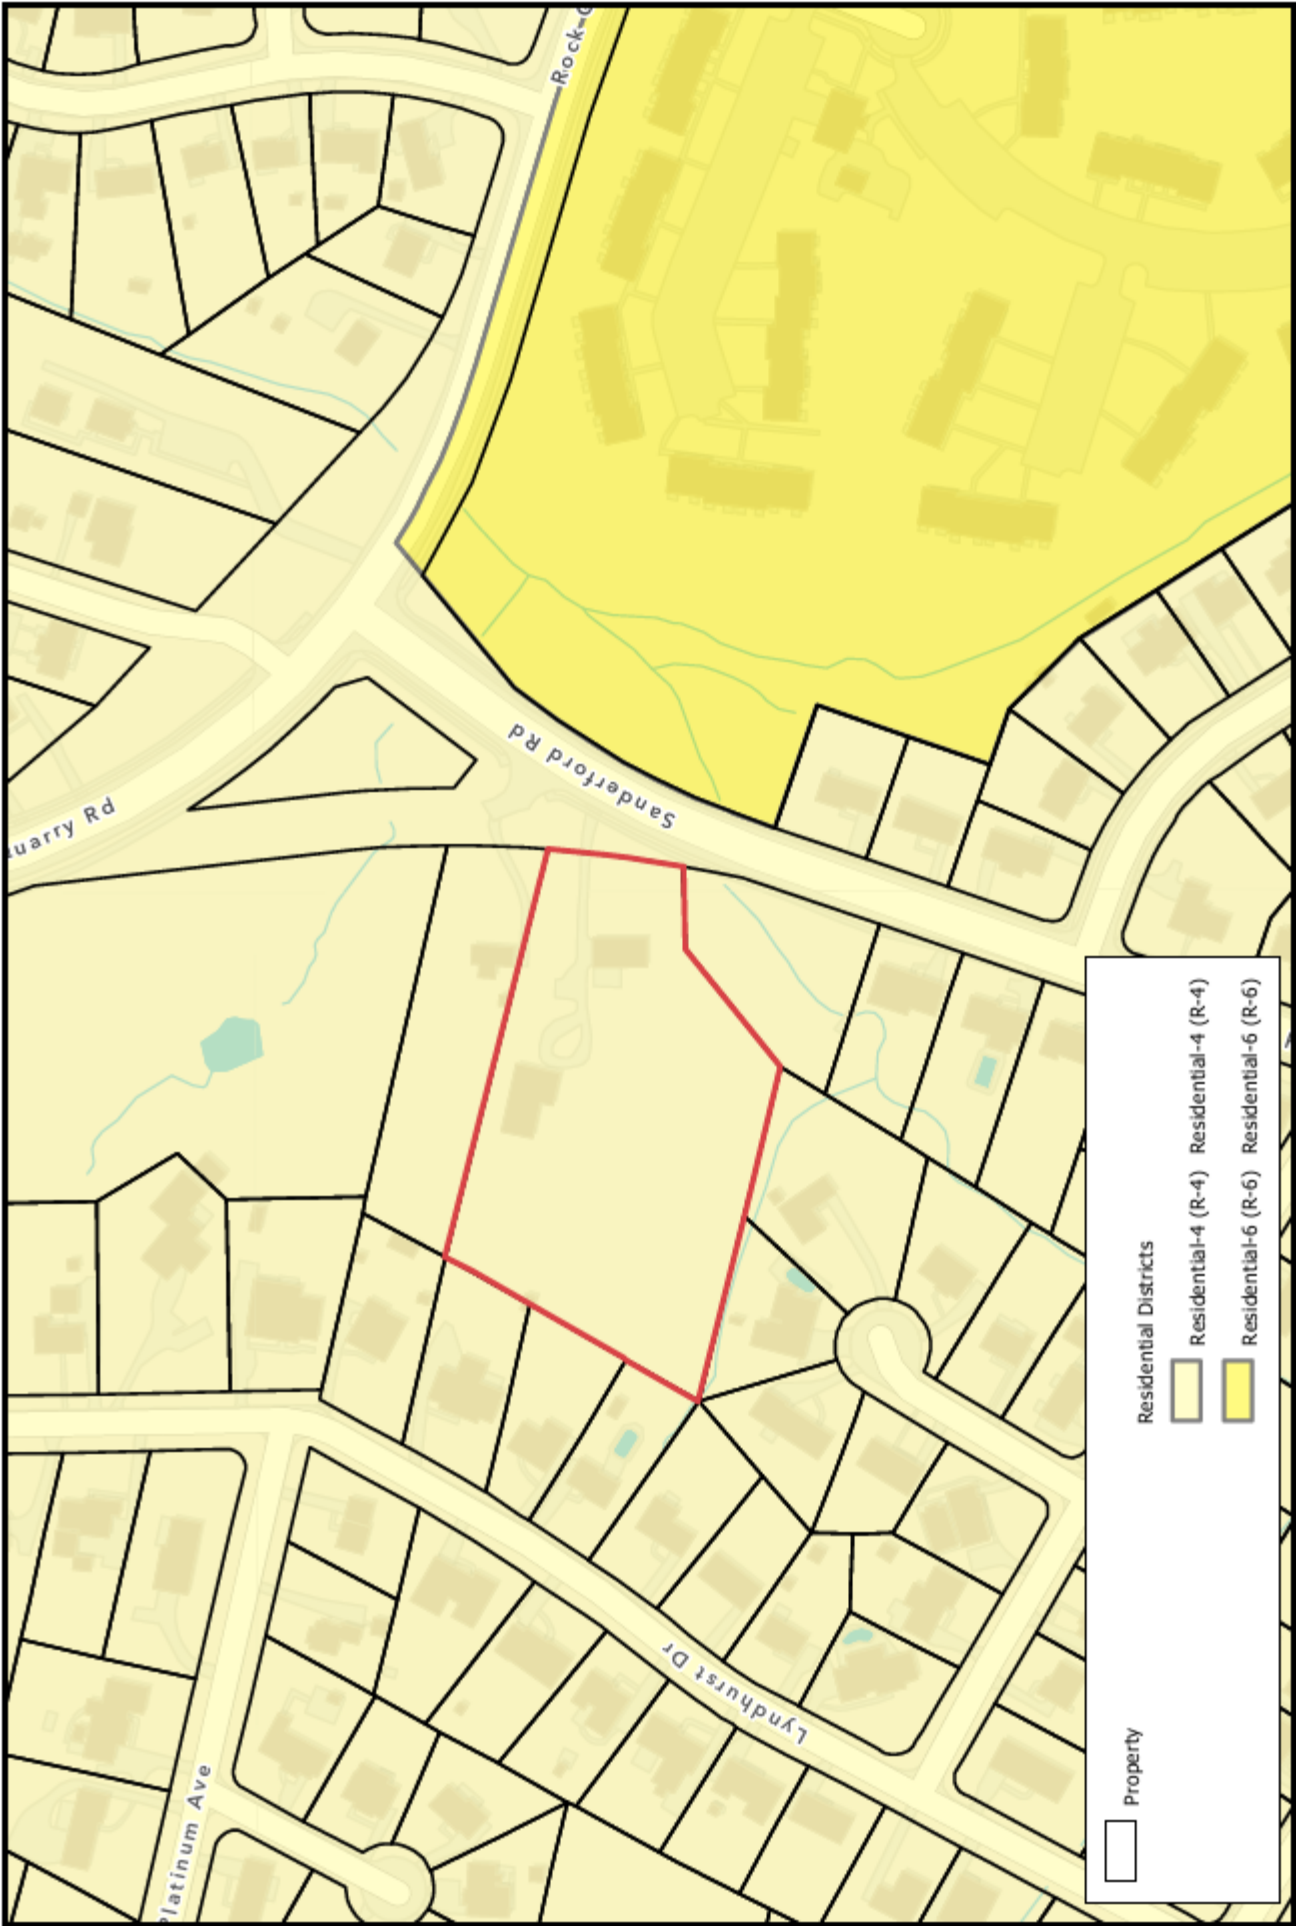 Rock-Q
uarry Rd
Sanderford Rd
Lyndhurst Dr
Platinum Ave
Property
Residential Districts
Residential-4 (R-4) Residential-4 (R-4)
Residential-6 (R-6) Residential-6 (R-6)